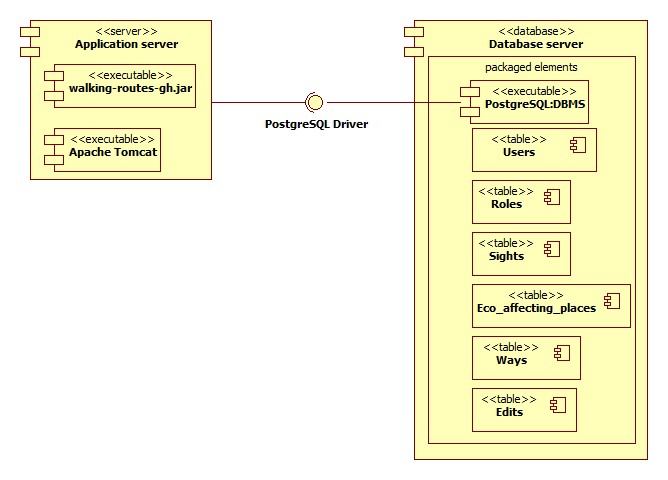 <<server>>
Application server
<<executable>>
walking-routes-gh.jar
<<executable>>
Apache Tomcat
PostgreSQL Driver
<<database>>
Database server
packaged elements
<<executable>>
PostgreSQL:DBMS
<<table>>
Users
<<table>>
Roles
<<table>>
Sights
<<table>>
Eco_affecting_places
<<table>>
Ways
<<table>>
Edits